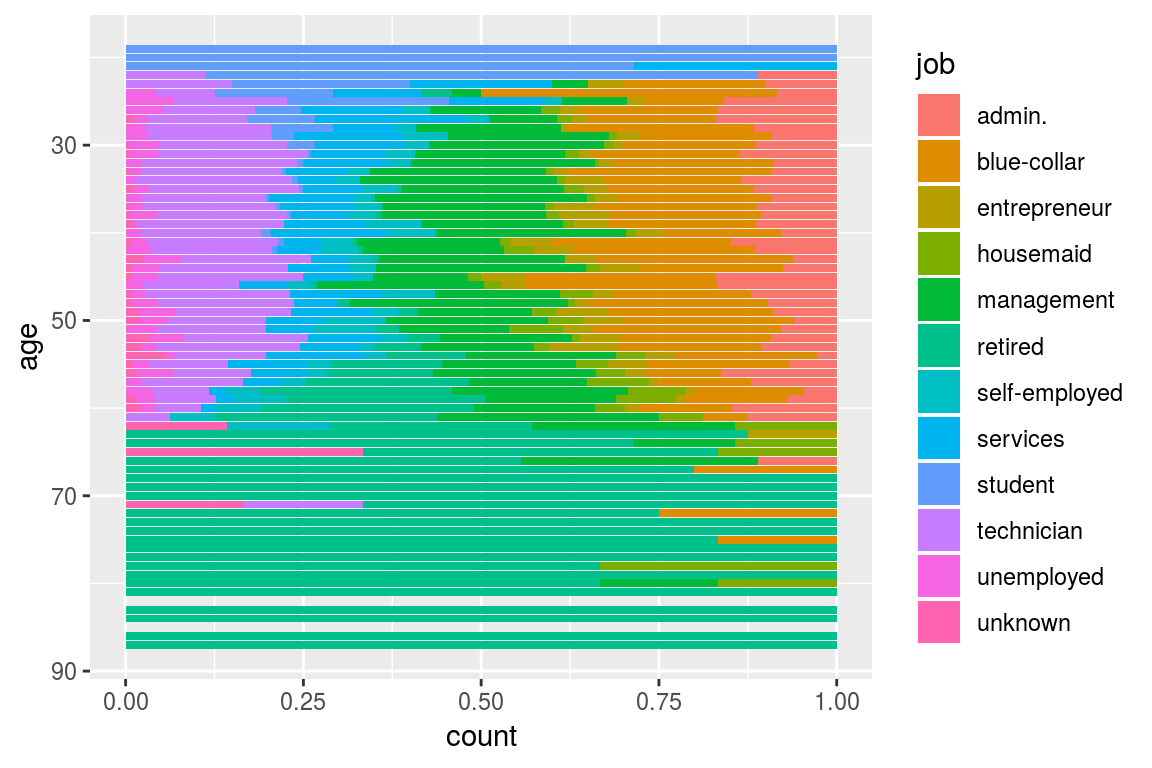 job
admin.
blue-collar
entrepreneur
housemaid
management
retired
self-employed
services
student
technician
unemployed
unknown
age
30
50
70
90
0.00 0.25 0.50 0.75 1.00
count